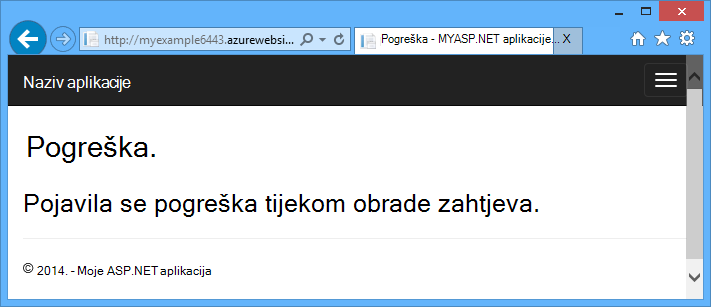 http://myexample6443.azurewebsi... Pogreška - MYASP.NET aplikacije... X
Naziv aplikacije
Pogreška.
Pojavila se pogreška tijekom obrade zahtjeva.
© 2014. - Moje ASP.NET aplikacija